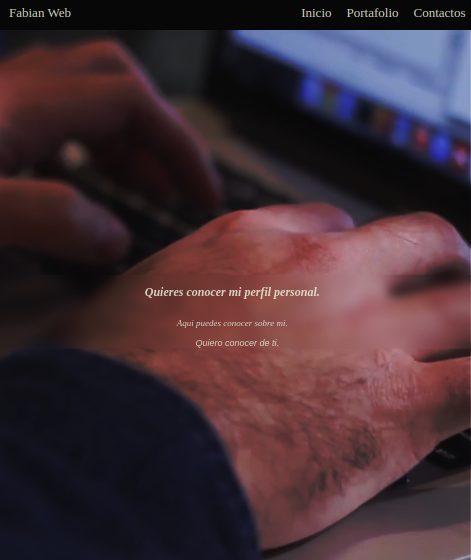 Fabian Web Inicio Portafolio Contactos
Quieres conocer mi perfil personal.
Aqui puedes conocer sobre mi.
Quiero conocer de ti.